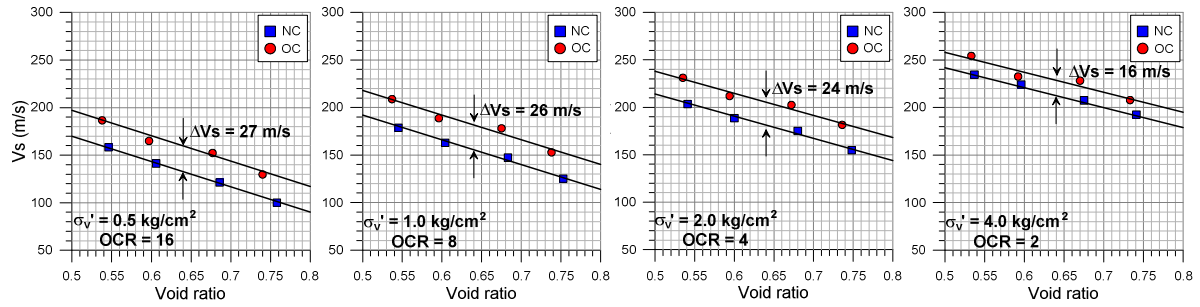 Vs (m/s)
300
250
200
150
100
50
NC
OC
ΔVs = 27 m/s
σv' = 0.5 kg/cm²
OCR = 16
0.5 0.55 0.6 0.65 0.7 0.75 0.8
Void ratio
300
250
200
150
100
50
NC
OC
ΔVs = 26 m/s
σv' = 1.0 kg/cm²
OCR = 8
0.5 0.55 0.6 0.65 0.7 0.75 0.8
Void ratio
300
250
200
150
100
50
NC
OC
ΔVs = 24 m/s
σv' = 2.0 kg/cm²
OCR = 4
0.5 0.55 0.6 0.65 0.7 0.75 0.8
Void ratio
300
250
200
150
100
50
NC
OC
ΔVs = 16 m/s
σv' = 4.0 kg/cm²
OCR = 2
0.5 0.55 0.6 0.65 0.7 0.75 0.8
Void ratio